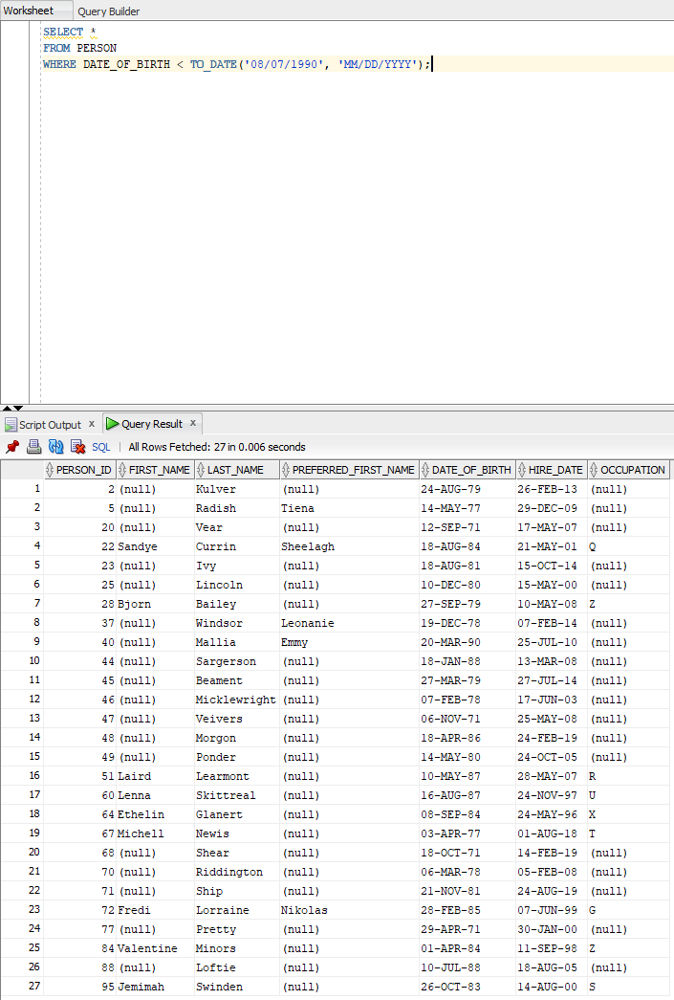 Worksheet Query Builder
SELECT *
FROM PERSON
WHERE DATE_OF_BIRTH < TO_DATE('08/07/1990', 'MM/DD/YYYY');
Script Output x Query Result x
SQL | All Rows Fetched: 27 in 0.006 seconds
PERSON_ID FIRST_NAME LAST_NAME PREFERRED_FIRST_NAME DATE_OF_BIRTH HIRE_DATE OCCUPATION
1 2 (null) Kulver (null) 24-AUG-79 26-FEB-13 (null)
2 5 (null) Radish Tiena 14-MAY-77 29-DEC-09 (null)
3 20 (null) Vear (null) 12-SEP-71 17-MAY-07 (null)
4 22 Sandye Currin Sheelagh 18-AUG-84 21-MAY-01 Q
5 23 (null) Ivy (null) 18-AUG-81 15-OCT-14 (null)
6 25 (null) Lincoln (null) 10-DEC-80 15-MAY-00 (null)
7 28 Bjorn Bailey (null) 27-SEP-79 10-MAY-08 Z
8 37 (null) Windsor Leonanie 19-DEC-78 07-FEB-14 (null)
9 40 (null) Mallia Emmy 20-MAR-90 25-JUL-10 (null)
10 44 (null) Sargerson (null) 18-JAN-88 13-MAR-08 (null)
11 45 (null) Beament (null) 27-MAR-79 27-JUL-14 (null)
12 46 (null) Micklewright (null) 07-FEB-78 17-JUN-03 (null)
13 47 (null) Veivers (null) 06-NOV-71 25-MAY-08 (null)
14 48 (null) Morgon (null) 18-APR-86 24-FEB-19 (null)
15 49 (null) Ponder (null) 14-MAY-80 24-OCT-05 (null)
16 51 Laird Learmont (null) 10-MAY-87 28-MAY-07 R
17 60 Lenna Skittreal (null) 16-AUG-87 24-NOV-97 U
18 64 Ethelin Glanert (null) 08-SEP-84 24-MAY-96 X
19 67 Michell Newis (null) 03-APR-77 01-AUG-18 T
20 68 (null) Shear (null) 18-OCT-71 14-FEB-19 (null)
21 70 (null) Riddington (null) 06-MAR-78 05-FEB-08 (null)
22 71 (null) Ship (null) 21-NOV-81 24-AUG-19 (null)
23 72 Fredi Lorraine Nikolas 28-FEB-85 07-JUN-99 G
24 77 (null) Pretty (null) 29-APR-71 30-JAN-00 (null)
25 84 Valentine Minors (null) 01-APR-84 11-SEP-98 Z
26 88 (null) Loftie (null) 10-JUL-88 18-AUG-05 (null)
27 95 Jemimah Swinden (null) 26-OCT-83 14-AUG-00 S